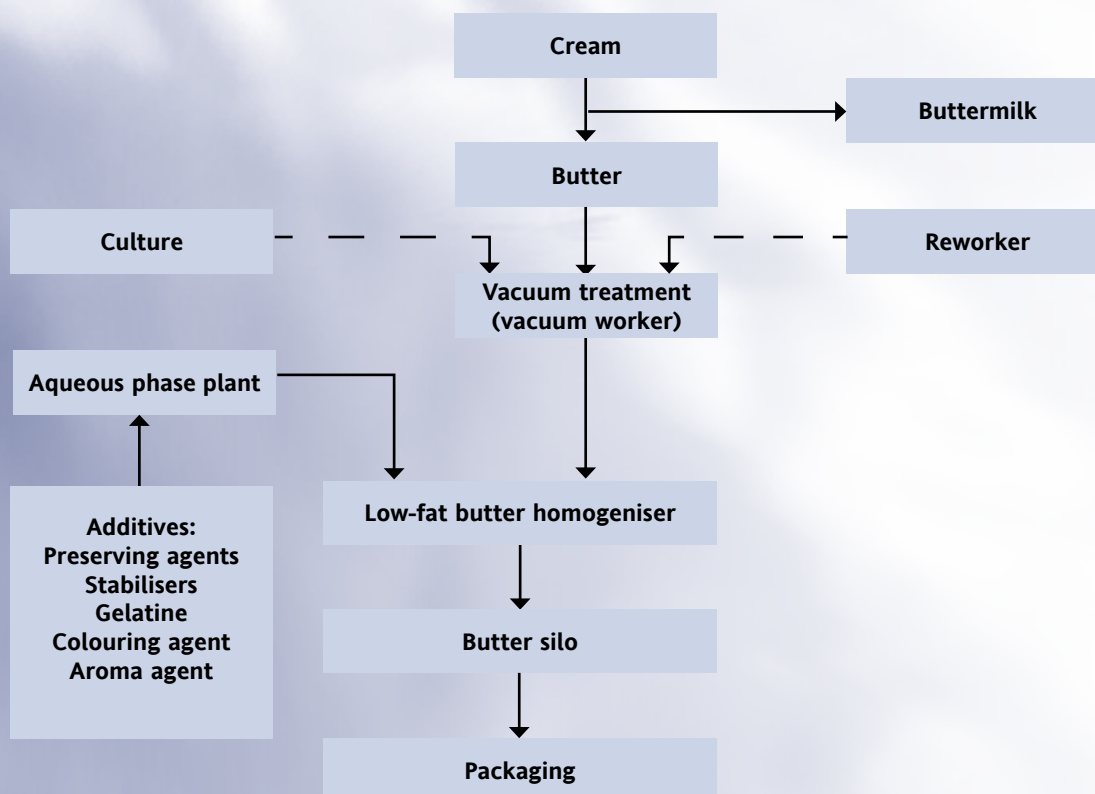 Cream
Buttermilk
Butter
Culture
Reworker
Vacuum treatment
(vacuum worker)
Aqueous phase plant
Low-fat butter homogeniser
Additives:
Preserving agents
Stabilisers
Gelatine
Colouring agent
Aroma agent
Butter silo
Packaging